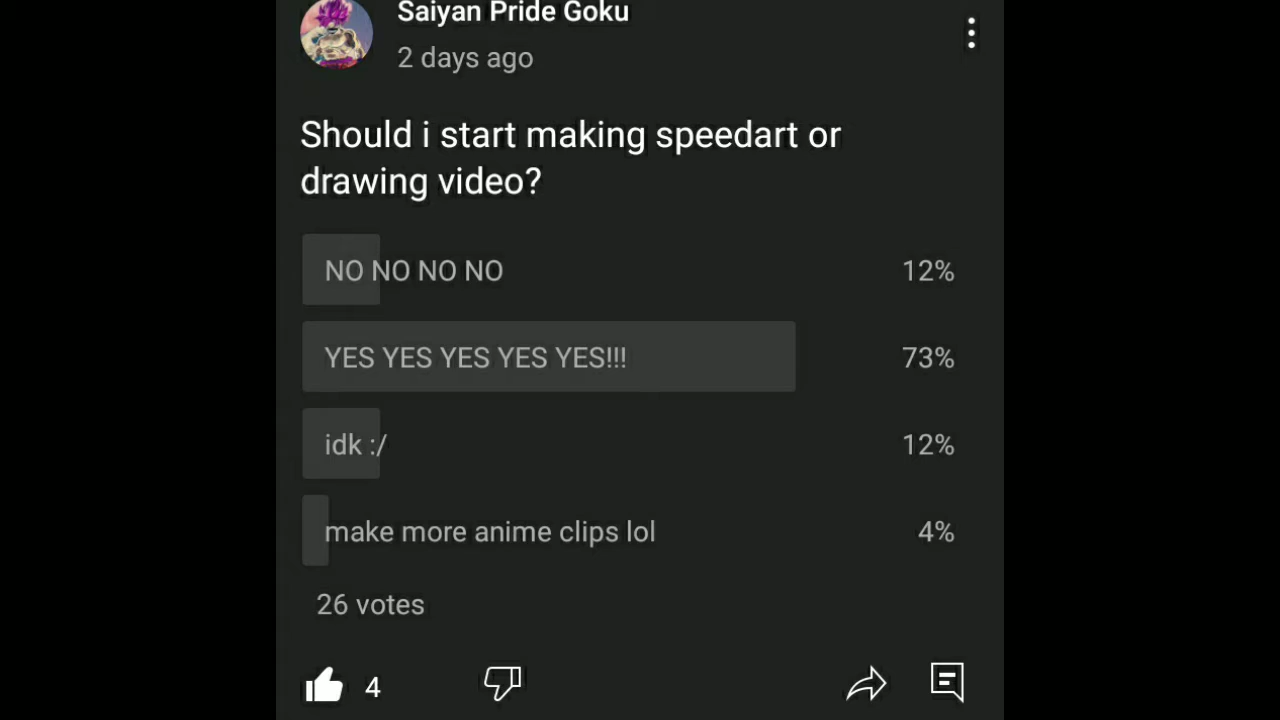 Saiyan Pride Goku
2 days ago
Should i start making speedart or
drawing video?
NO NO NO NO 12%
YES YES YES YES YES!!! 73%
idk :/ 12%
make more anime clips lol 4%
26 votes
4